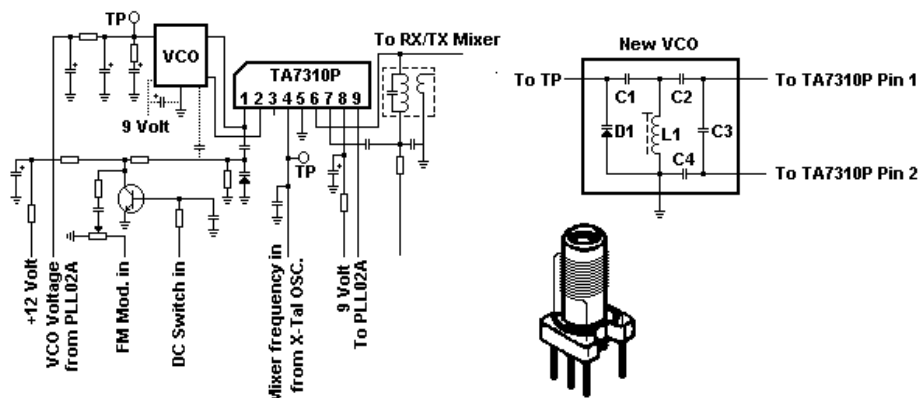 TP
VCO
To RX/TX Mixer
TA7310P
1 2 3 4 5 6 7 8 9
9 Volt
TP
+12 Volt
VCO Voltage
from PLL02A
FM Mod. in
DC Switch in
Mixer frequency in
from X-Tal OSC.
9 Volt
To PLL02A
New VCO
To TP
To TA7310P Pin 1
C1
C2
D1
L1
C3
C4
To TA7310P Pin 2